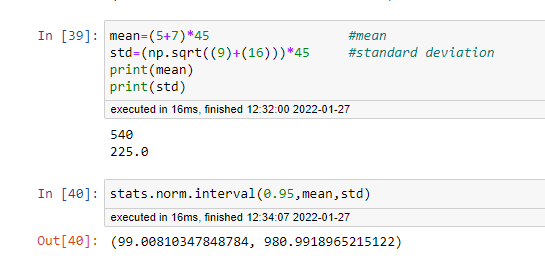 In [39]: mean=(5+7)*45 #mean
std=(np.sqrt((9)+(16)))*45 #standard deviation
print(mean)
print(std)
executed in 16ms, finished 12:32:00 2022-01-27
540
225.0
In [40]: stats.norm.interval(0.95,mean,std)
executed in 16ms, finished 12:34:07 2022-01-27
Out[40]: (99.00810347848784, 980.9918965215122)